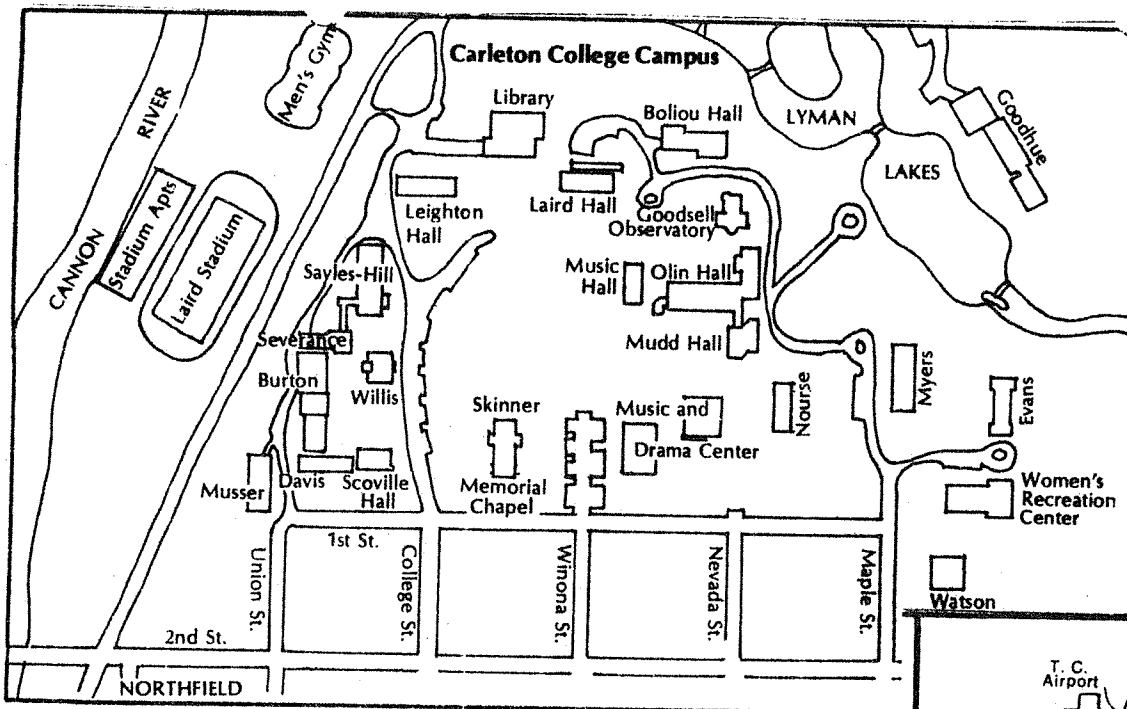 Carleton College Campus
Men's Gym
RIVER
CANNON
Library
Boliou Hall
LYMAN
LAKES
Goodhue
Stadium Apts
Laird Stadium
Leighton
Hall
Laird Hall
Goodsell
Observatory
Sayles-Hill
Music
Hall
Olin Hall
Severance
Mudd Hall
Burton
Willis
Skinner
Memorial
Chapel
Music and
Drama Center
Nourse
Myers
Evans
Musser
Davis
Scoville
Hall
Women's
Recreation
Center
1st St.
Union St.
College St.
Winona St.
Nevada St.
Maple St.
Watson
2nd St.
NORTHFIELD
T. C.
Airport